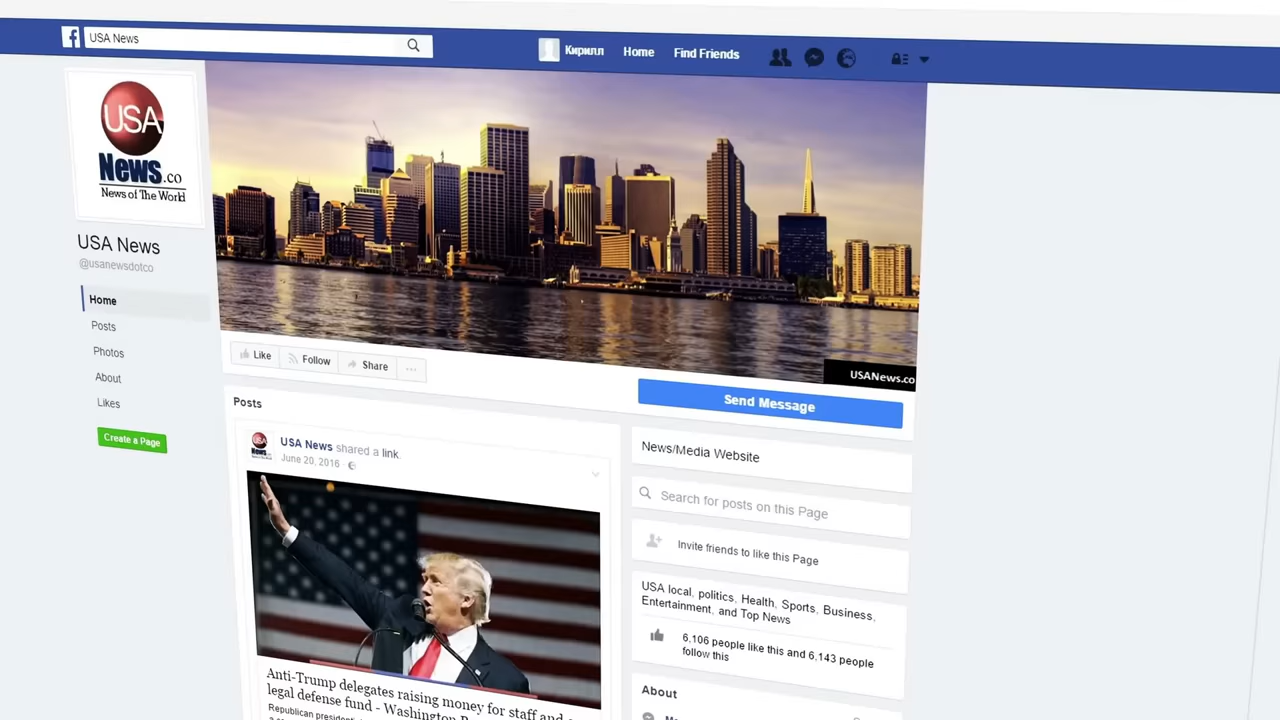 USA News
Кирилл
Home
Find Friends
USA
News.co
News of The World
USA News
@usanewsdotco
Home
Posts
Photos
About
Likes
Create a Page
USANews.co
Like
Follow
Share
Send Message
Posts
USA News shared a link.
June 20, 2016
Anti-Trump delegates raising money for staff and
legal defense fund - Washington
Republican
News/Media Website
Search for posts on this Page
Invite friends to like this Page
USA local, politics, Health, Sports, Business,
Entertainment, and Top News
6,106 people like this and 6,143 people
follow this
About